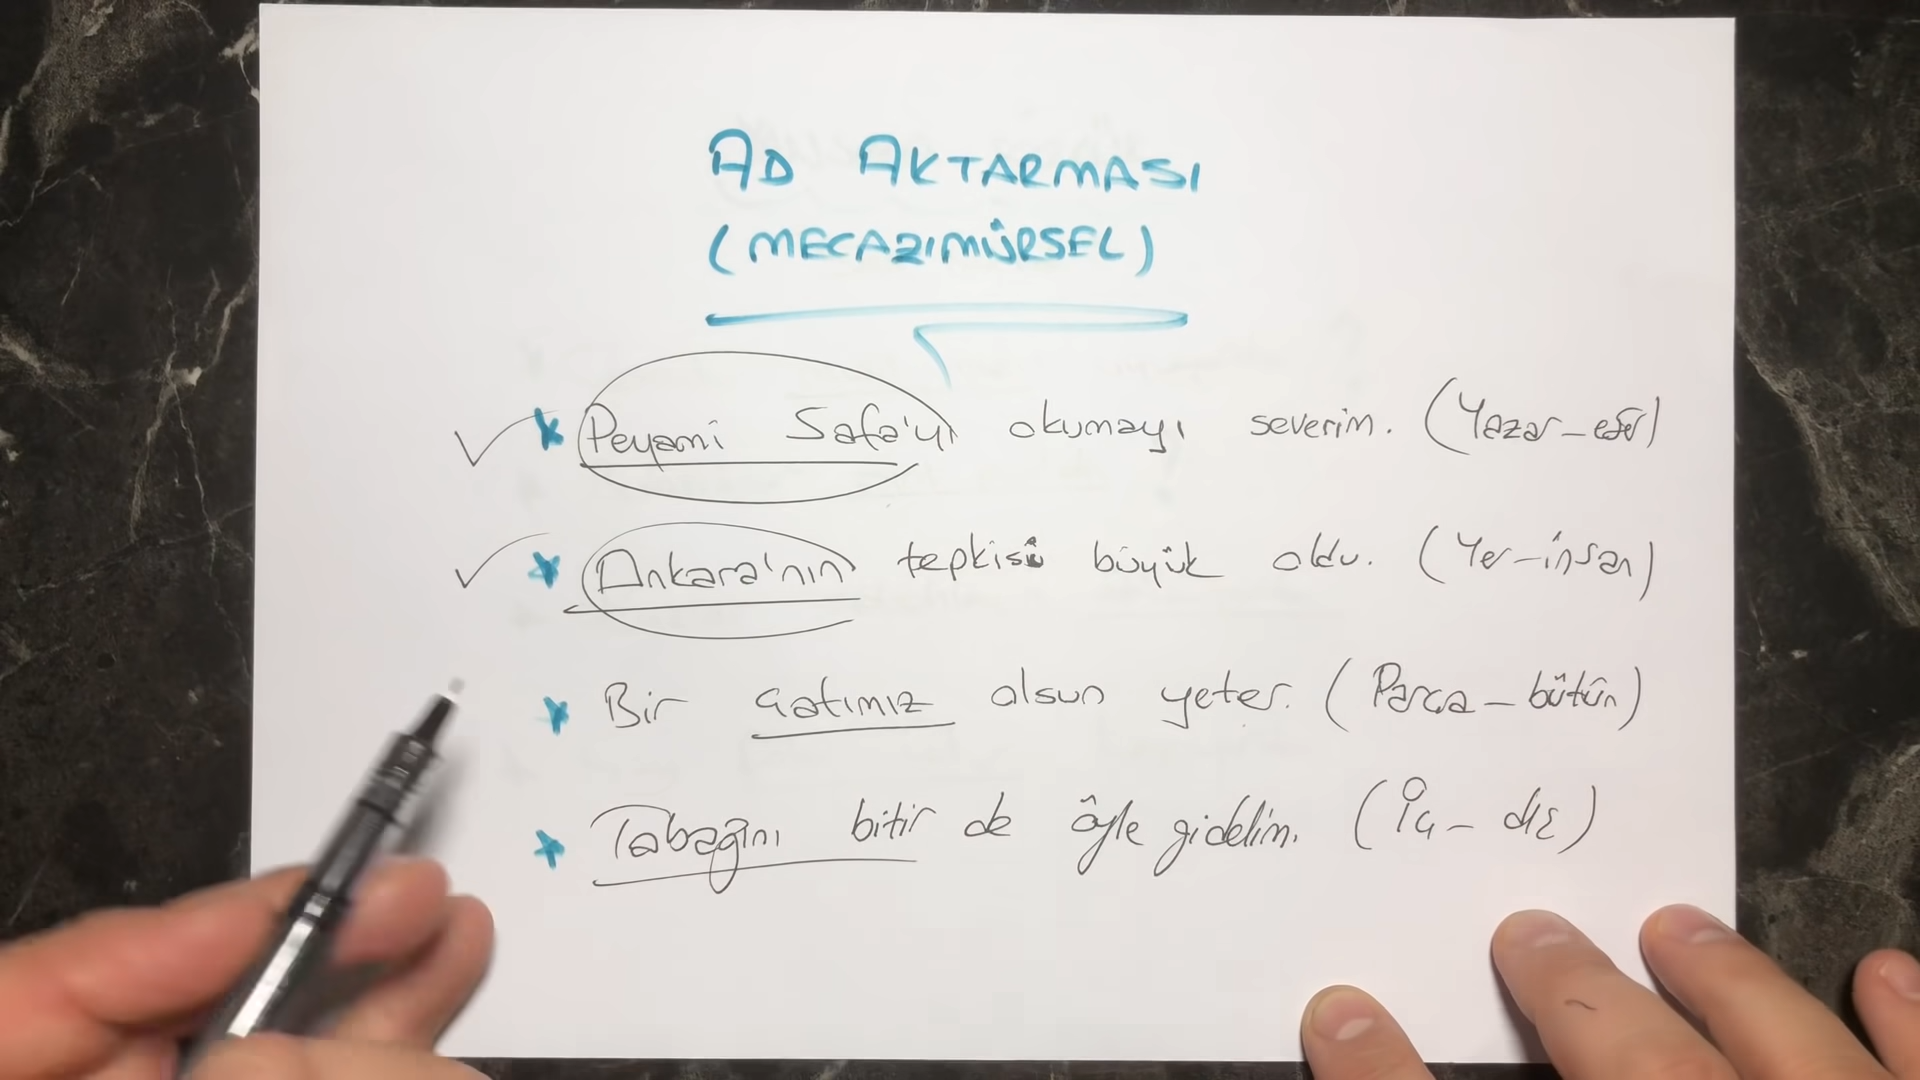 AD AKTARMASI
(MECAZIMÜRSEL)
Peyami Safa'yı okumayı severim. (Yazar-eser)
Ankara'nın tepkisi büyük oldu. (Yer-insan)
Bir çatımız olsun yeter. (Parça-bütün)
Tabağını bitir de öyle gidelim. (İç-dış)